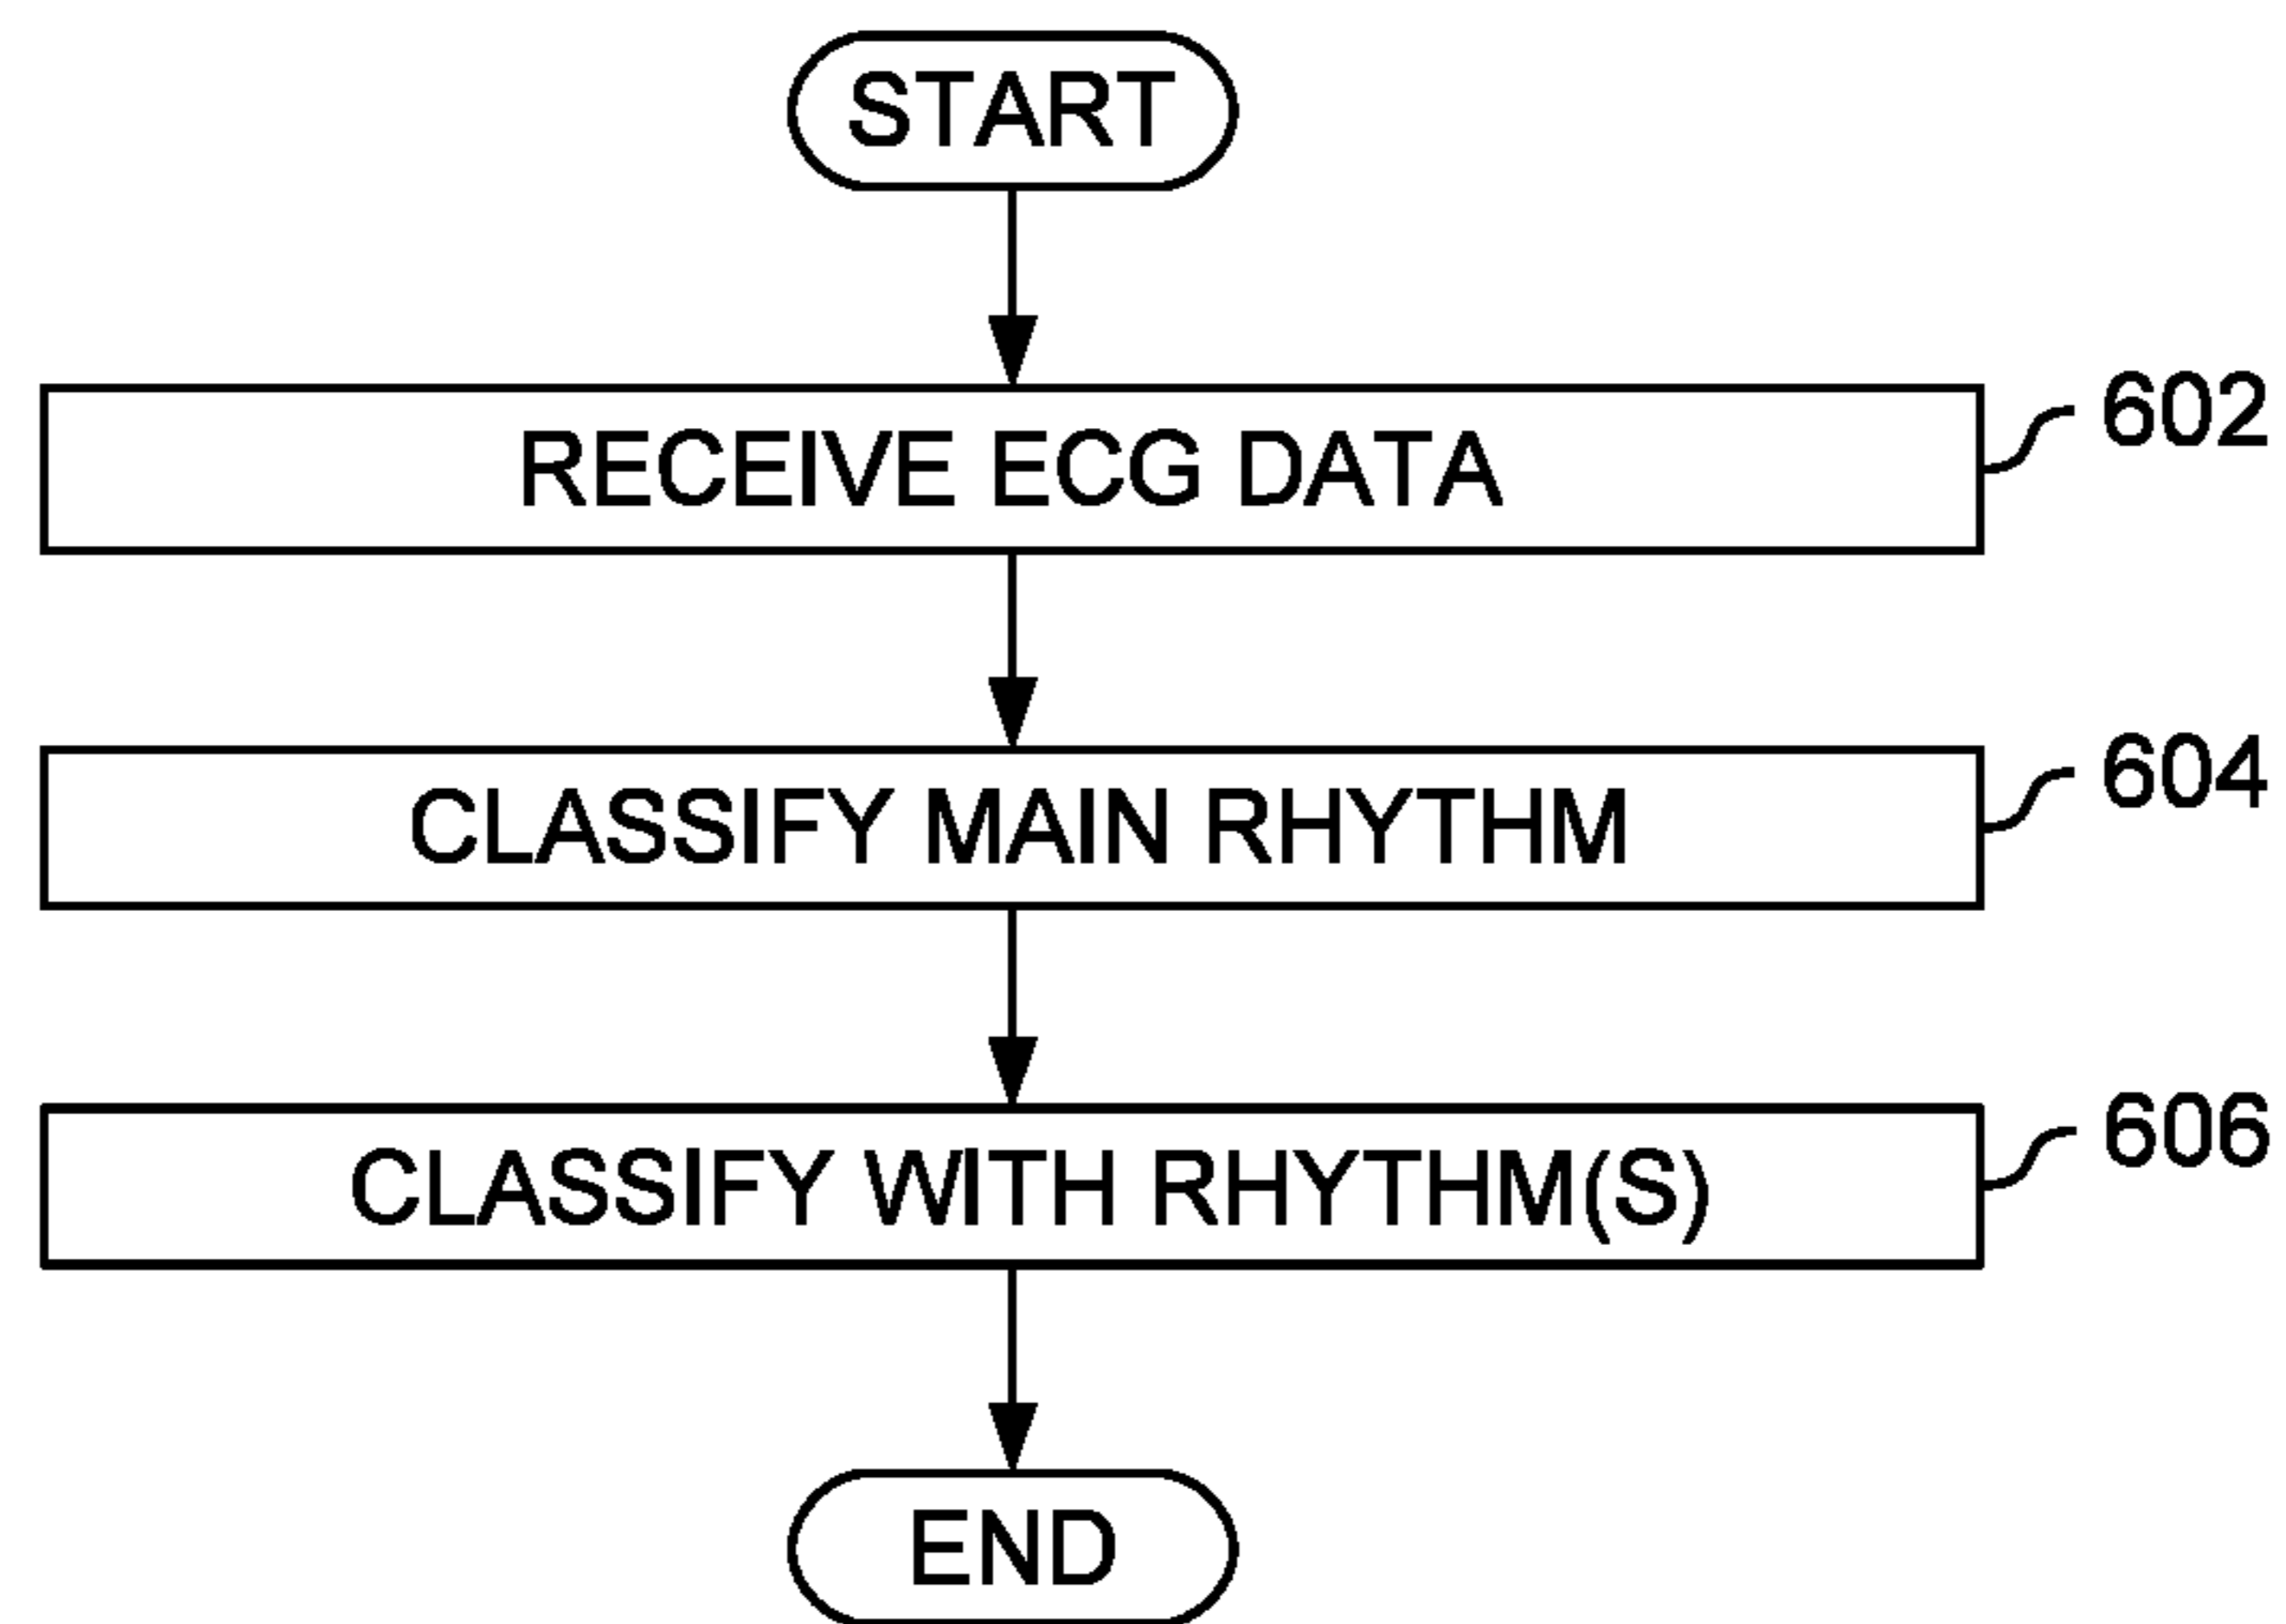 START
RECEIVE ECG DATA
602
CLASSIFY MAIN RHYTHM
604
CLASSIFY WITH RHYTHM(S)
606
END